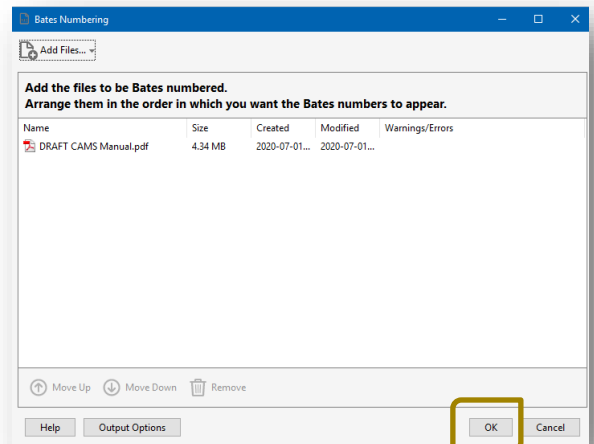 Bates Numbering
Add Files...
Add the files to be Bates numbered.
Arrange them in the order in which you want the Bates numbers to appear.
Name Size Created Modified Warnings/Errors
DRAFT CAMS Manual.pdf 4.34 MB 2020-07-01... 2020-07-01...
Move Up Move Down Remove
Help Output Options OK Cancel